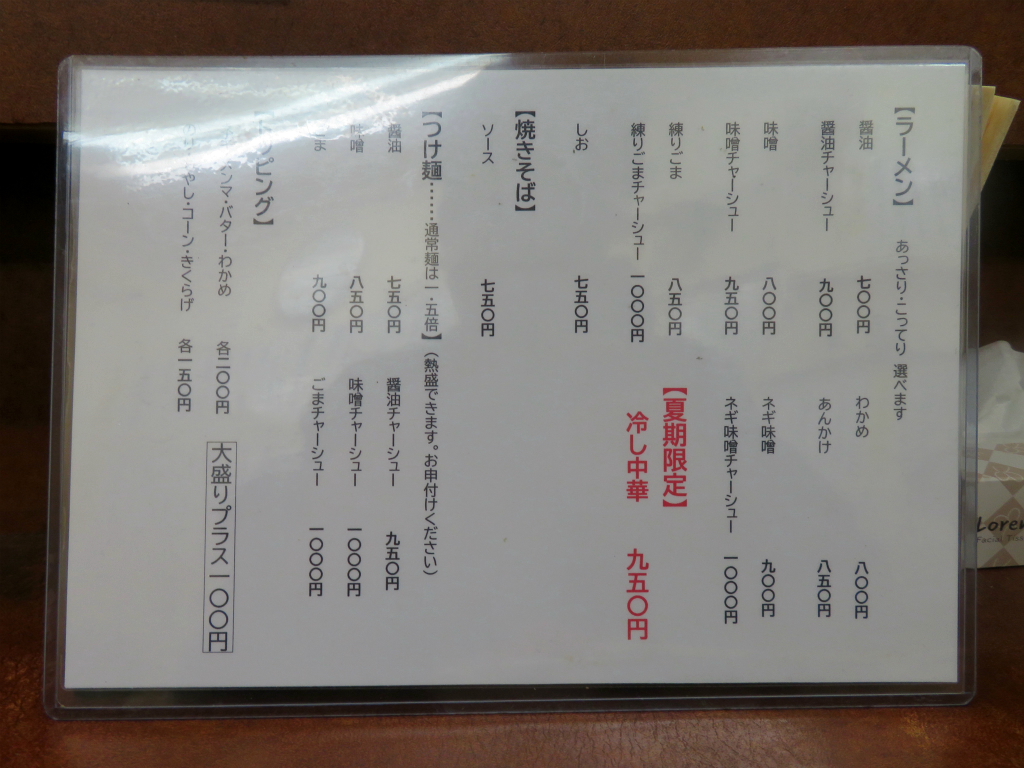 【ラーメン】 あっさり・こってり 選べます
醤油 七〇〇円 わかめ 八〇〇円
醤油チャーシュー 九〇〇円 あんかけ 八五〇円
味噌 八〇〇円 ネギ味噌 九〇〇円
味噌チャーシュー 九五〇円 ネギ味噌チャーシュー 一〇〇〇円
練りごま 八五〇円
練りごまチャーシュー 一〇〇〇円
【夏期限定】
冷し中華 九五〇円
しお 七五〇円
【焼きそば】
ソース 七五〇円
【つけ麺……通常麺は一・五倍】(熱盛できます。お申付けください)
醤油 七五〇円 醤油チャーシュー 九五〇円
味噌 八五〇円 味噌チャーシュー 一〇〇〇円
ごま 九〇〇円 ごまチャーシュー 一〇〇〇円
【トッピング】
メンマ・バター・わかめ 各二〇〇円
もやし・コーン・きくらげ 各一五〇円
大盛りプラス一〇〇円